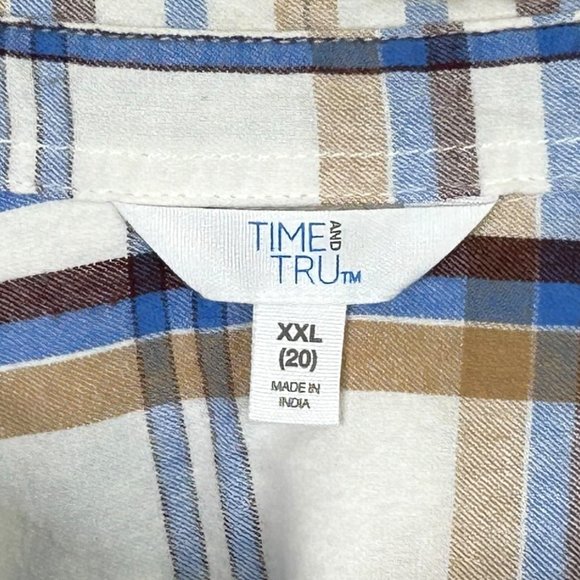 TIME AND
TRU™
XXL
(20)
MADE IN
INDIA